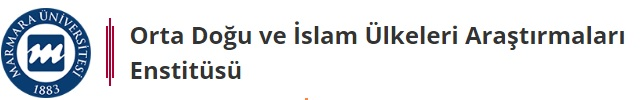 MARMARA ÜNİVERSİTESİ
m
1883
Orta Doğu ve İslam Ülkeleri Araştırmaları
Enstitüsü